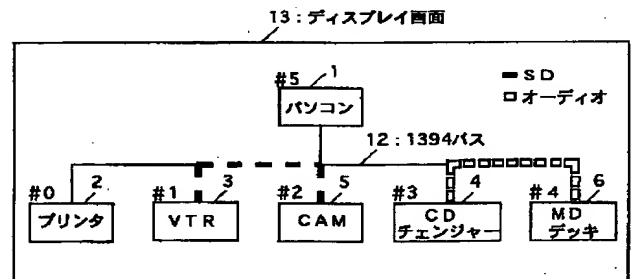 13:ディスプレイ画面
#5
1
パソコン
SD
オーディオ
12:1394バス
#0
2
プリンタ
#1
3
VTR
#2
5
CAM
#3
4
CD
チェンジャー
#4
6
MD
デッキ